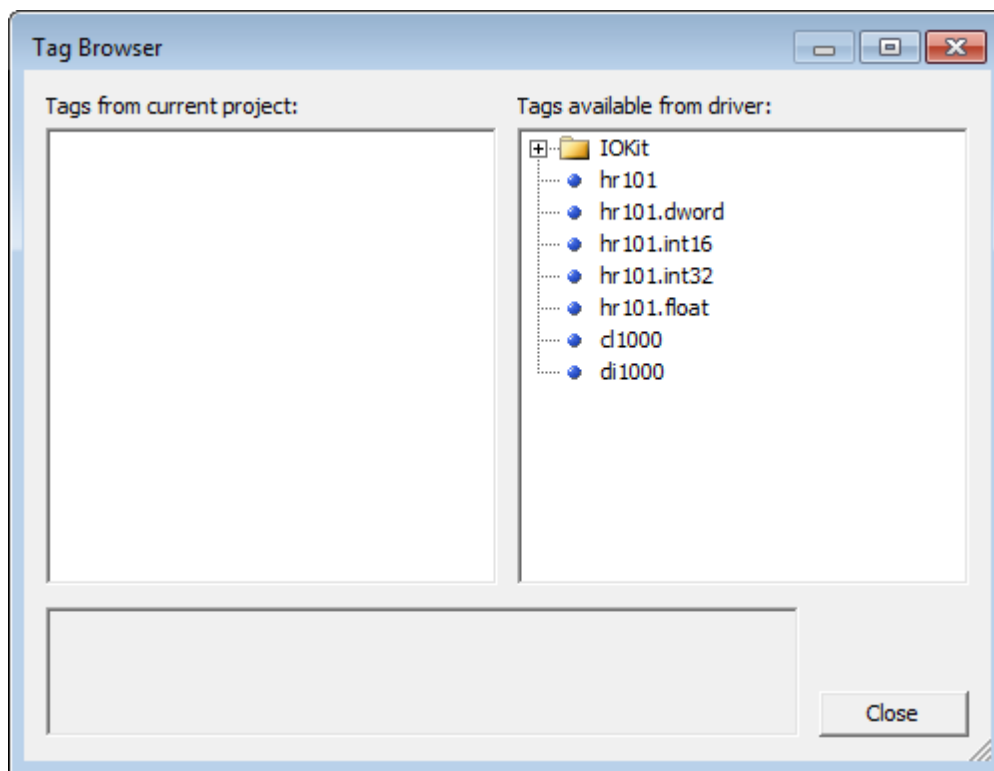 Tag Browser
Tags from current project:
Tags available from driver:
IOKit
hr101
hr101.dword
hr101.int16
hr101.int32
hr101.float
cl1000
di1000
Close